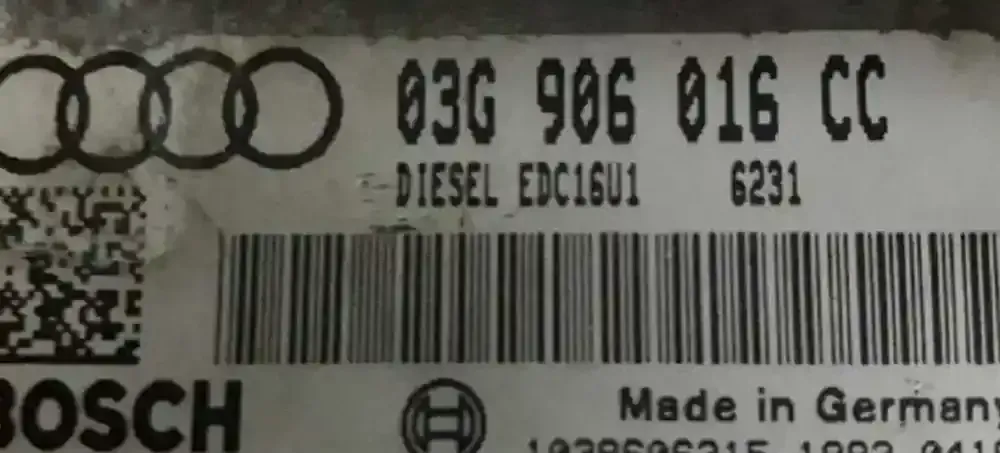 03G 906 016 CC
DIESEL EDC16U1 6231
BOSCH
Made in Germany